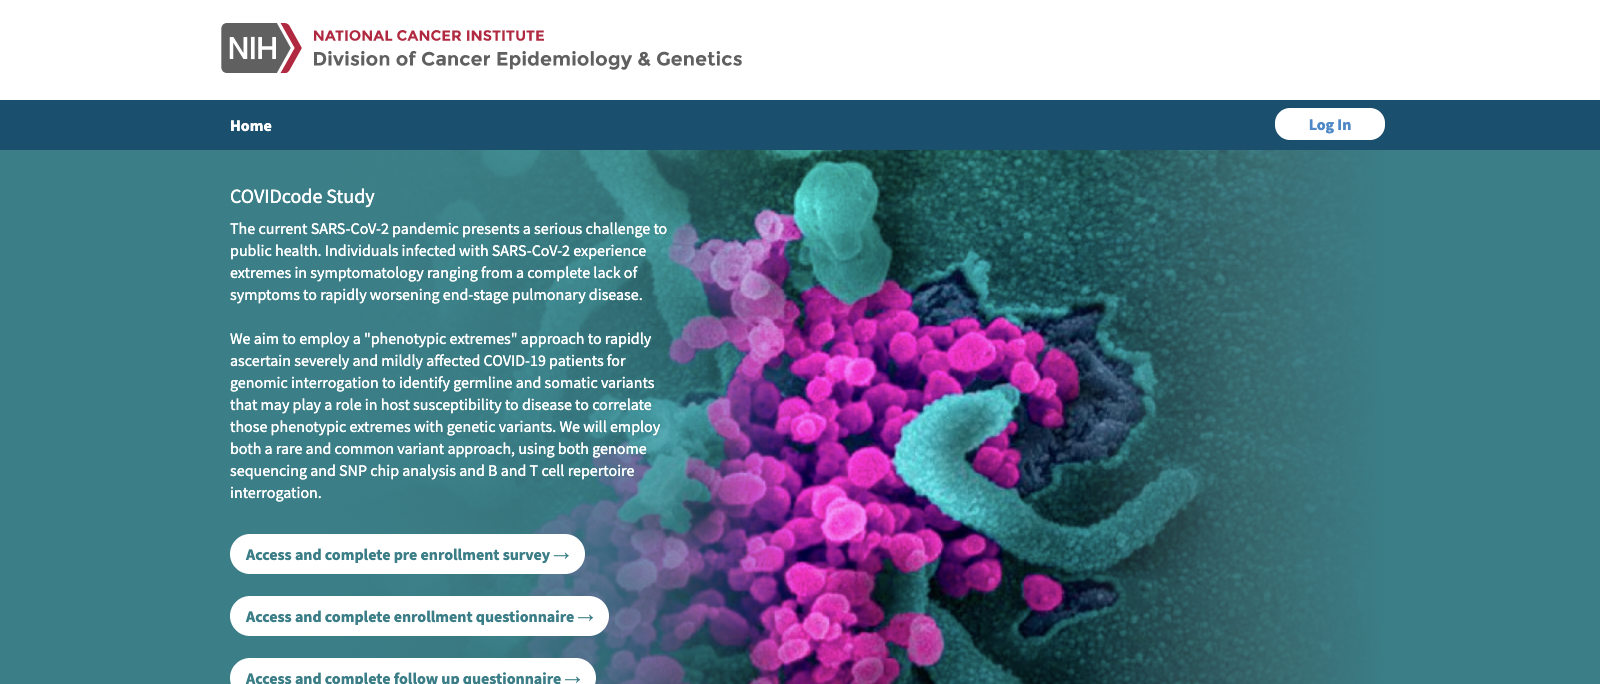 NIH
NATIONAL CANCER INSTITUTE
Division of Cancer Epidemiology & Genetics
Home
Log In
COVIDcode Study
The current SARS-CoV-2 pandemic presents a serious challenge to
public health. Individuals infected with SARS-CoV-2 experience
extremes in symptomatology ranging from a complete lack of
symptoms to rapidly worsening end-stage pulmonary disease.
We aim to employ a "phenotypic extremes" approach to rapidly
ascertain severely and mildly affected COVID-19 patients for
genomic interrogation to identify germline and somatic variants
that may play a role in host susceptibility to disease to correlate
those phenotypic extremes with genetic variants. We will employ
both a rare and common variant approach, using both genome
sequencing and SNP chip analysis and B and T cell repertoire
interrogation.
Access and complete pre enrollment survey →
Access and complete enrollment questionnaire →
Access and complete follow up questionnaire →